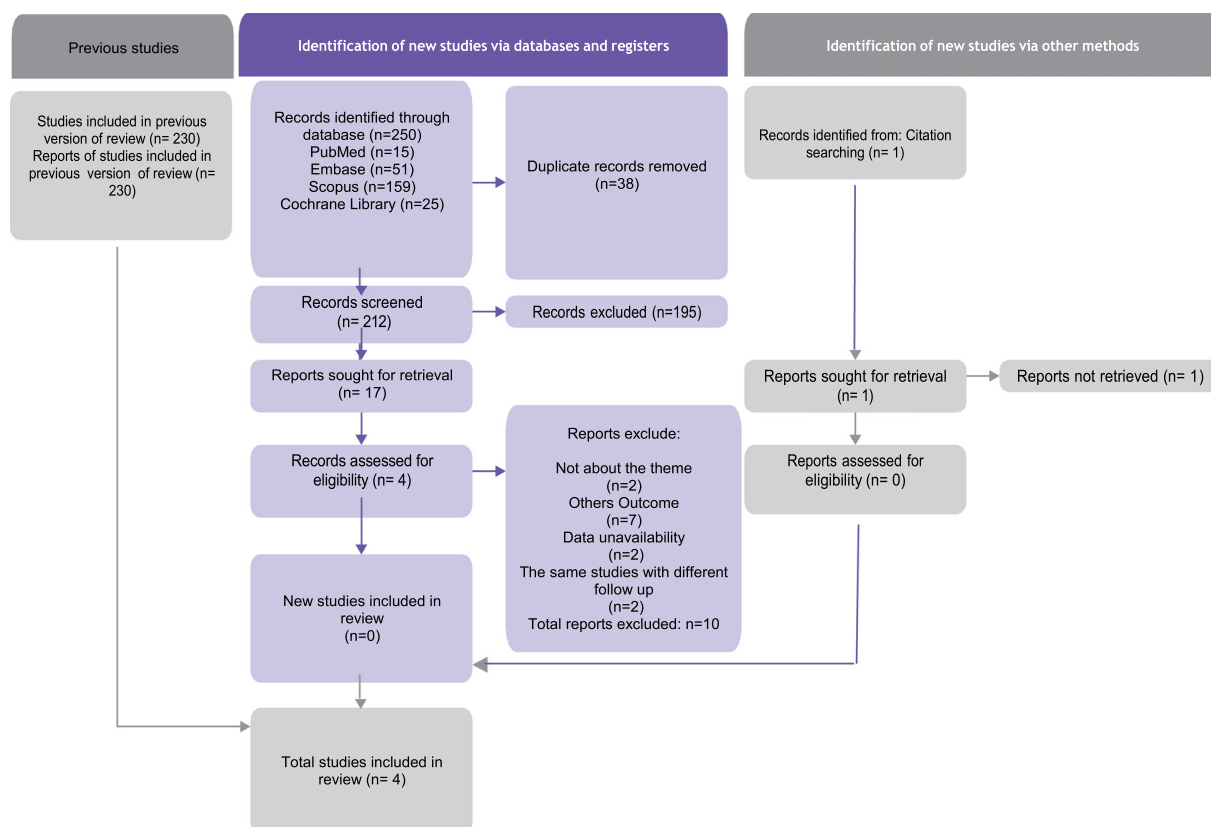 Previous studies
Identification of new studies via databases and registers
Identification of new studies via other methods
Studies included in previous
version of review (n= 230)
Reports of studies included in
previous version of review (n=
230)
Records identified through
database (n=250)
PubMed (n=15)
Embase (n=51)
Scopus (n=159)
Cochrane Library (n=25)
Duplicate records removed
(n=38)
Records identified from: Citation
searching (n= 1)
Records screened
(n= 212)
Records excluded (n=195)
Reports sought for retrieval
(n= 17)
Reports sought for retrieval
(n= 1)
Reports not retrieved (n= 1)
Records assessed for
eligibility (n= 4)
Reports exclude:
Not about the theme
(n=2)
Others Outcome
(n=7)
Data unavailability
(n=2)
The same studies with different
follow up
(n=2)
Total reports excluded: n=10
Reports assessed for
eligibility (n= 0)
New studies included in
review
(n=0)
Total studies included in
review (n= 4)